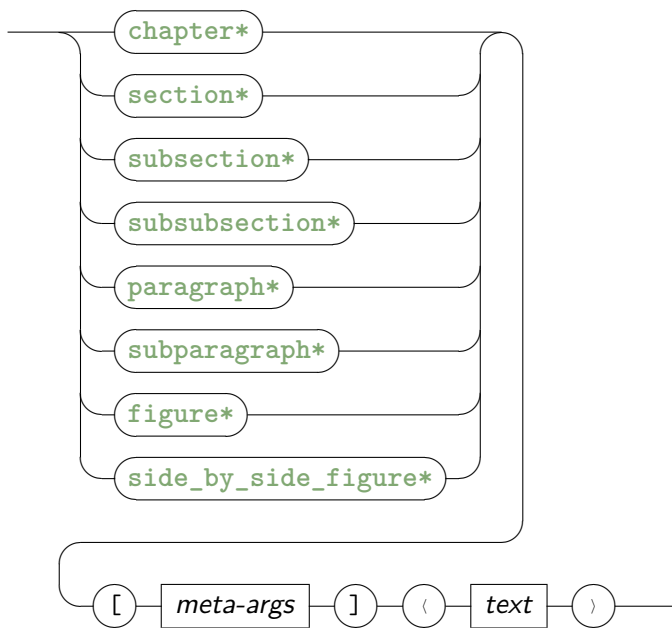 chapter*
section*
subsection*
subsubsection*
paragraph*
subparagraph*
figure*
side_by_side_figure*
[ meta-args ] ⟨ text ⟩